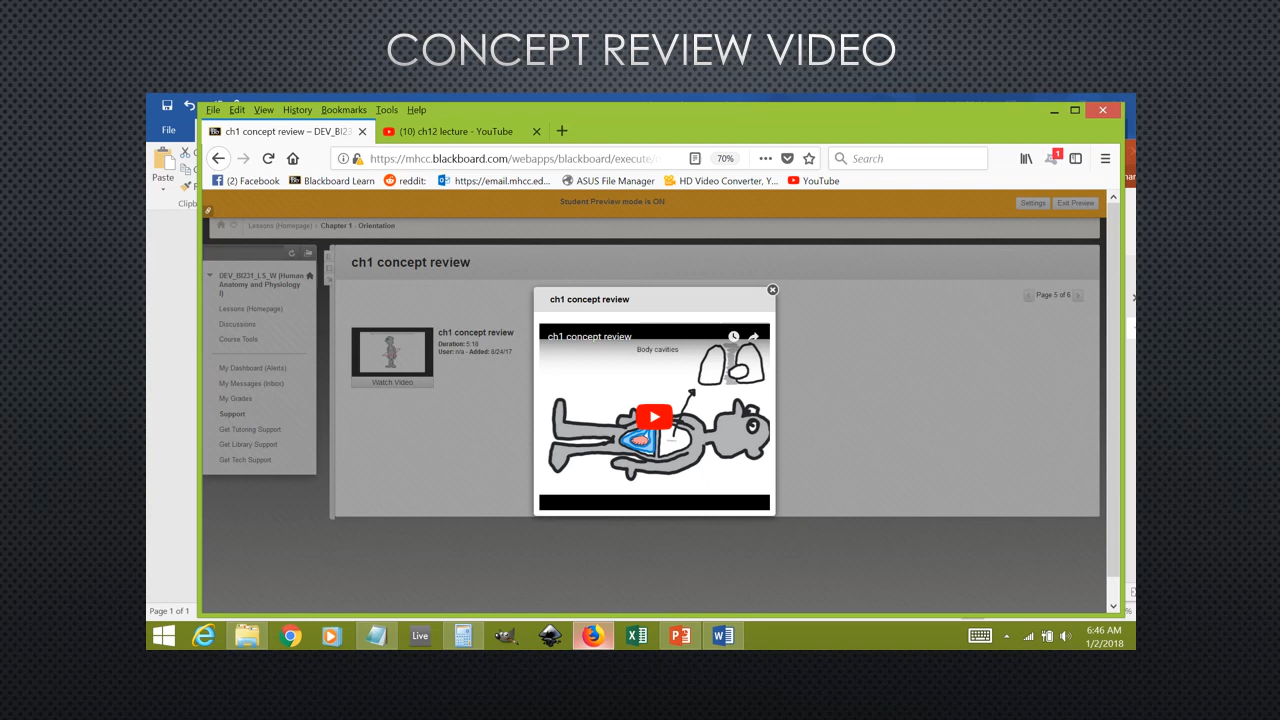 CONCEPT REVIEW VIDEO
File
Paste
Clipb
Page 1 of 1
File Edit View History Bookmarks Tools Help
ch1 concept review – DEV_BI231
(10) ch12 lecture - YouTube
https://mhcc.blackboard.com/webapps/blackboard/execute/
70%
Search
1
(2) Facebook
Blackboard Learn
reddit:
https://email.mhcc.ed...
ASUS File Manager
HD Video Converter, Y...
YouTube
Student Preview mode is ON
Settings
Exit Preview
Lessons (Homepage) Chapter 1 - Orientation
DEV_BI231_LS_W (Human
Anatomy and Physiology
I)
Lessons (Homepage)
Discussions
Course Tools
My Dashboard (Alerts)
My Messages (Inbox)
My Grades
Support
Get Tutoring Support
Get Library Support
Get Tech Support
ch1 concept review
Page 5 of 6
ch1 concept review
Duration: 5:18
User: n/a - Added: 8/24/17
Watch Video
ch1 concept review
ch1 concept review
Body cavities
Live
6:46 AM
1/2/2018